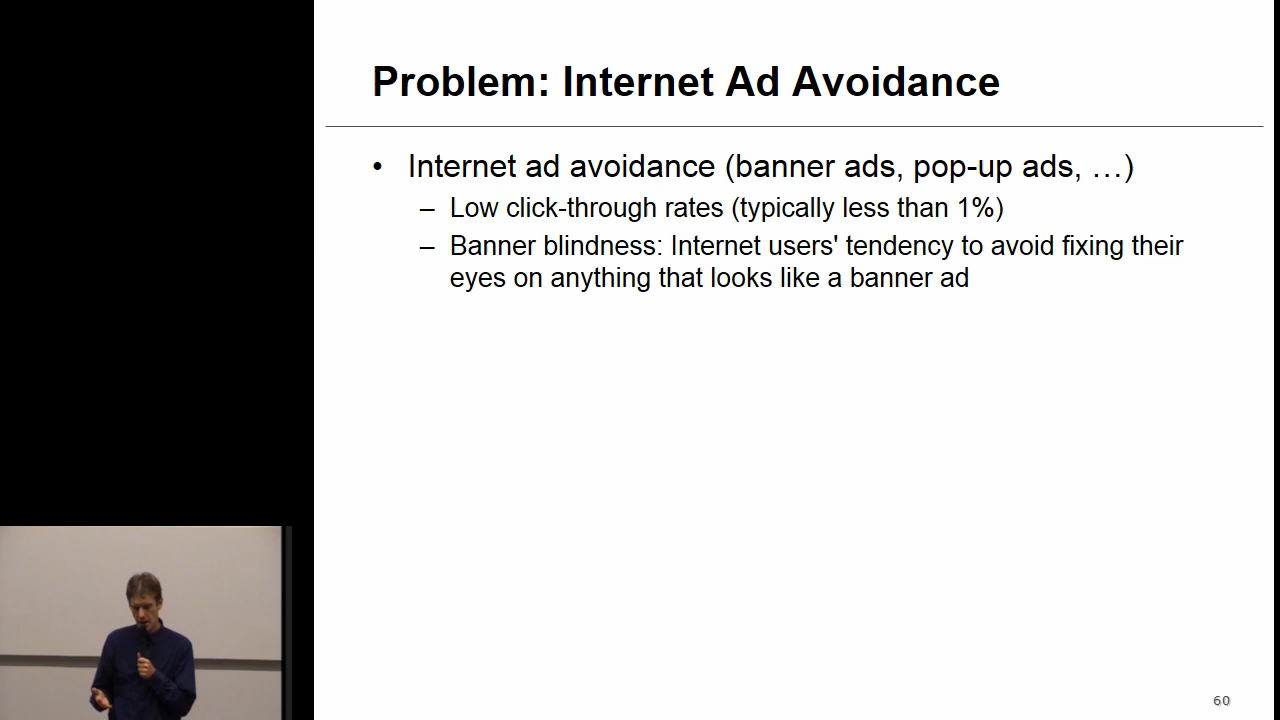 Problem: Internet Ad Avoidance
• Internet ad avoidance (banner ads, pop-up ads, …)
– Low click-through rates (typically less than 1%)
– Banner blindness: Internet users' tendency to avoid fixing their
eyes on anything that looks like a banner ad
60